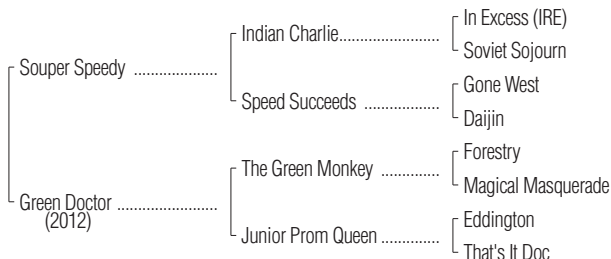 In Excess (IRE)
Indian Charlie..................
Soviet Sojourn
Souper Speedy ....................
Gone West
Speed Succeeds ..............
Daijin
Forestry
The Green Monkey ..............
Magical Masquerade
Green Doctor ......................
(2012)
Eddington
Junior Prom Queen ..............
That's It Doc